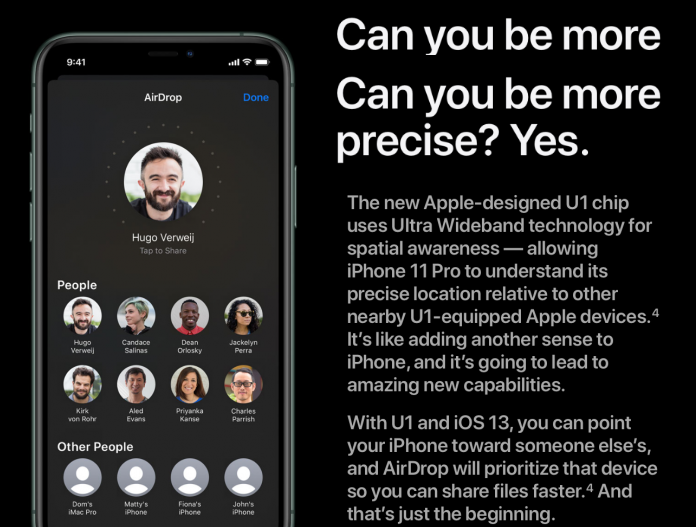 9:41
AirDrop
Done
Hugo Verweij
Tap to Share
People
Hugo
Verweij
Candace
Salinas
Dean
Orlosky
Jackelyn
Perra
Kirk
von Rohr
Aled
Evans
Priyanka
Kanse
Charles
Parrish
Other People
Dom's
iMac Pro
Matty's
iPhone
Fiona's
iPhone
John's
iPhone
Can you be more
Can you be more
precise? Yes.
The new Apple-designed U1 chip
uses Ultra Wideband technology for
spatial awareness — allowing
iPhone 11 Pro to understand its
precise location relative to other
nearby U1-equipped Apple devices.⁴
It's like adding another sense to
iPhone, and it's going to lead to
amazing new capabilities.
With U1 and iOS 13, you can point
your iPhone toward someone else's,
and AirDrop will prioritize that device
so you can share files faster.⁴ And
that's just the beginning.